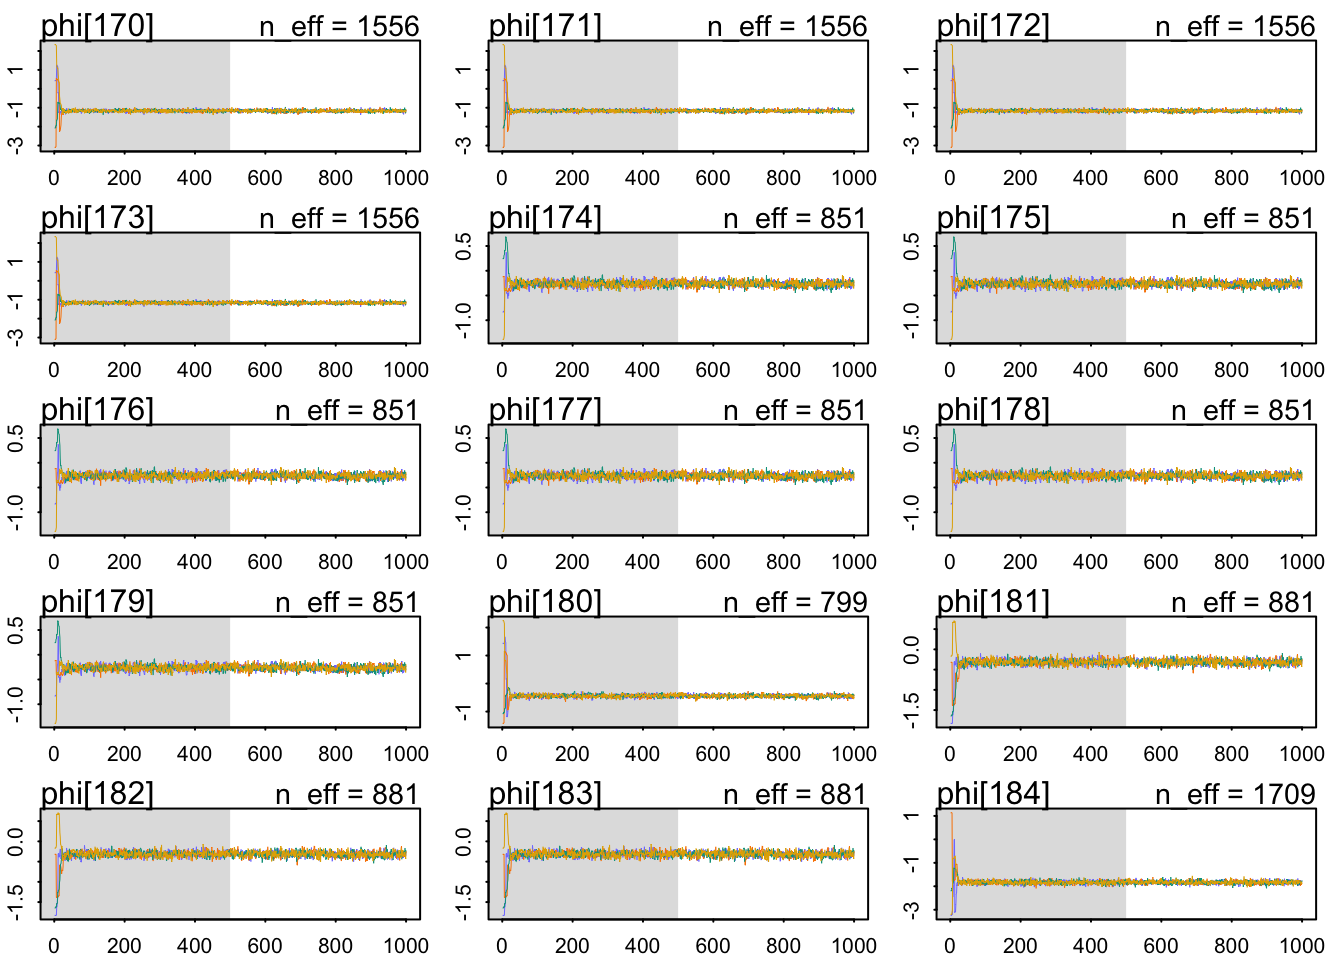 phi[170] n_eff = 1556 phi[171] n_eff = 1556 phi[172] n_eff = 1556
1 1 1
-1 -1 -1
-3 -3 -3
0 200 400 600 800 1000 0 200 400 600 800 1000 0 200 400 600 800 1000
phi[173] n_eff = 1556 phi[174] n_eff = 851 phi[175] n_eff = 851
1 0.5 0.5
-1 -1.0 -1.0
-3
0 200 400 600 800 1000 0 200 400 600 800 1000 0 200 400 600 800 1000
phi[176] n_eff = 851 phi[177] n_eff = 851 phi[178] n_eff = 851
0.5 0.5 0.5
-1.0 -1.0 -1.0
0 200 400 600 800 1000 0 200 400 600 800 1000 0 200 400 600 800 1000
phi[179] n_eff = 851 phi[180] n_eff = 799 phi[181] n_eff = 881
0.5 1 0.0
-1.0 -1 -1.5
0 200 400 600 800 1000 0 200 400 600 800 1000 0 200 400 600 800 1000
phi[182] n_eff = 881 phi[183] n_eff = 881 phi[184] n_eff = 1709
0.0 0.0 1
-1.5 -1.5 -1
-3
0 200 400 600 800 1000 0 200 400 600 800 1000 0 200 400 600 800 1000